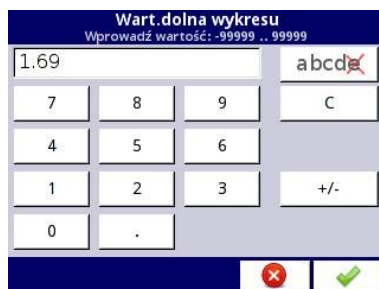 Wart.dolna wykresu
Wprowadź wartość: -99999 .. 99999
1.69 abcde
7 8 9 C
4 5 6
1 2 3 +/-
0 .